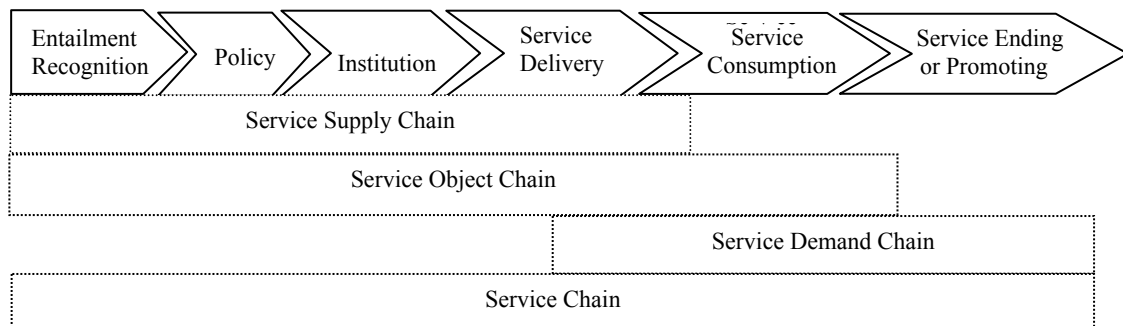 Entailment
Recognition
Policy
Institution
Service
Delivery
Service
Consumption
Service Ending
or Promoting
Service Supply Chain
Service Object Chain
Service Demand Chain
Service Chain